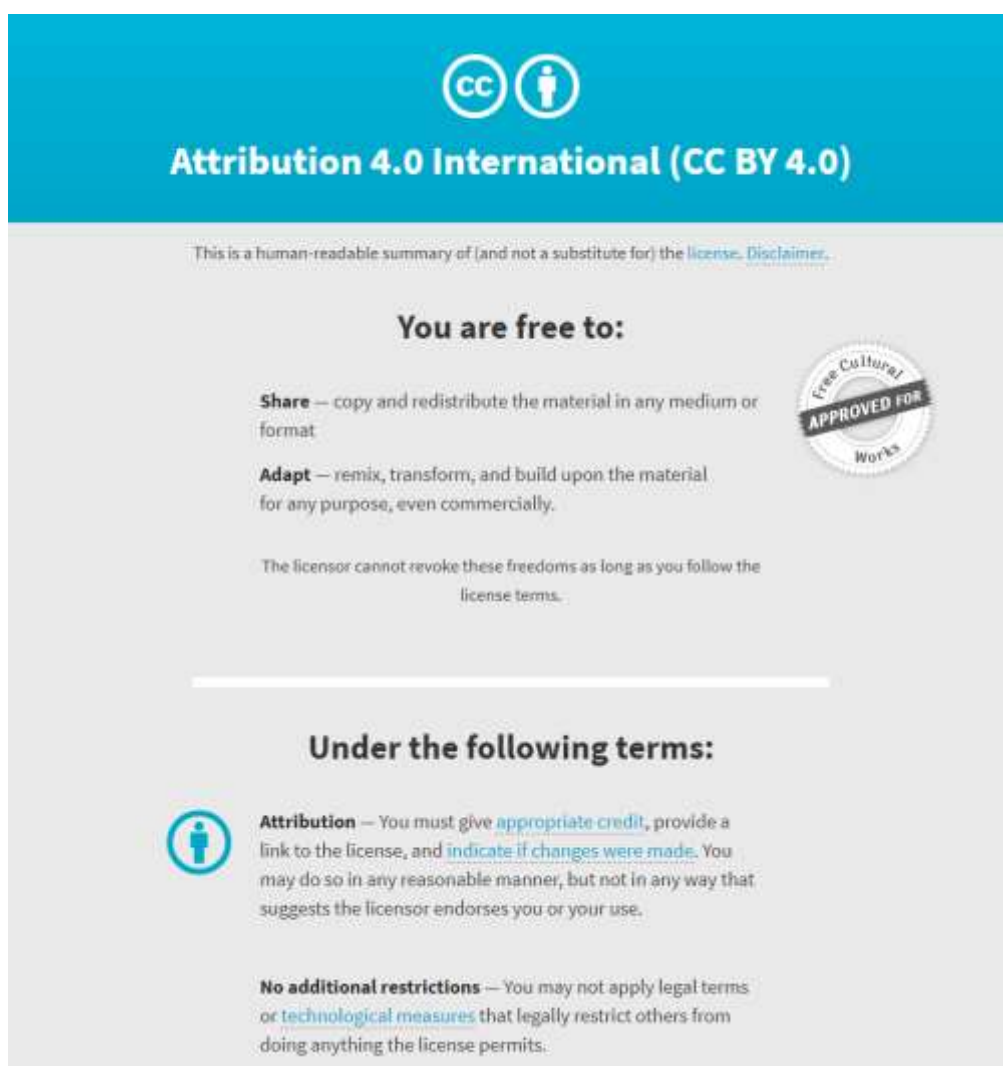 cc
Attribution 4.0 International (CC BY 4.0)
This is a human-readable summary of (and not a substitute for) the license. Disclaimer.
You are free to:
Free Cultural
APPROVED FOR
Works
Share — copy and redistribute the material in any medium or
format
Adapt — remix, transform, and build upon the material
for any purpose, even commercially.
The licensor cannot revoke these freedoms as long as you follow the
license terms.
Under the following terms:
Attribution — You must give appropriate credit, provide a
link to the license, and indicate if changes were made. You
may do so in any reasonable manner, but not in any way that
suggests the licensor endorses you or your use.
No additional restrictions — You may not apply legal terms
or technological measures that legally restrict others from
doing anything the license permits.